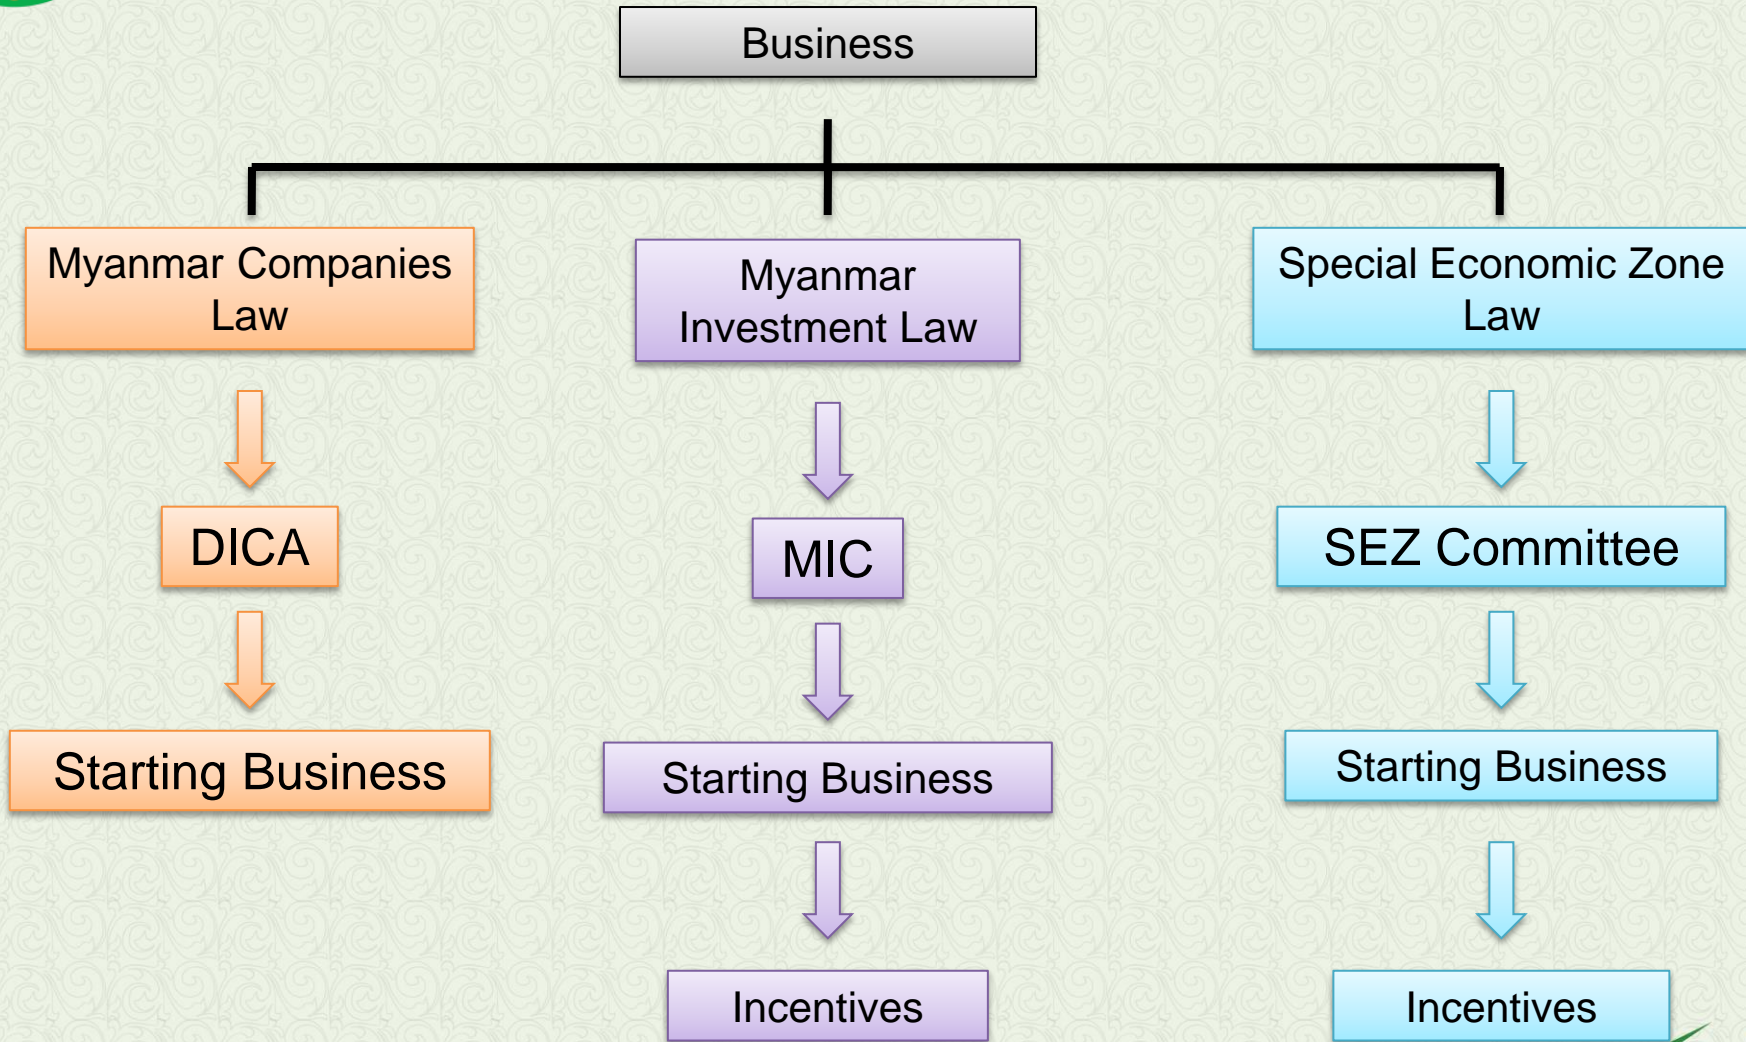 Business
Myanmar Companies
Law
Myanmar
Investment Law
Special Economic Zone
Law
DICA
MIC
SEZ Committee
Starting Business
Starting Business
Starting Business
Incentives
Incentives